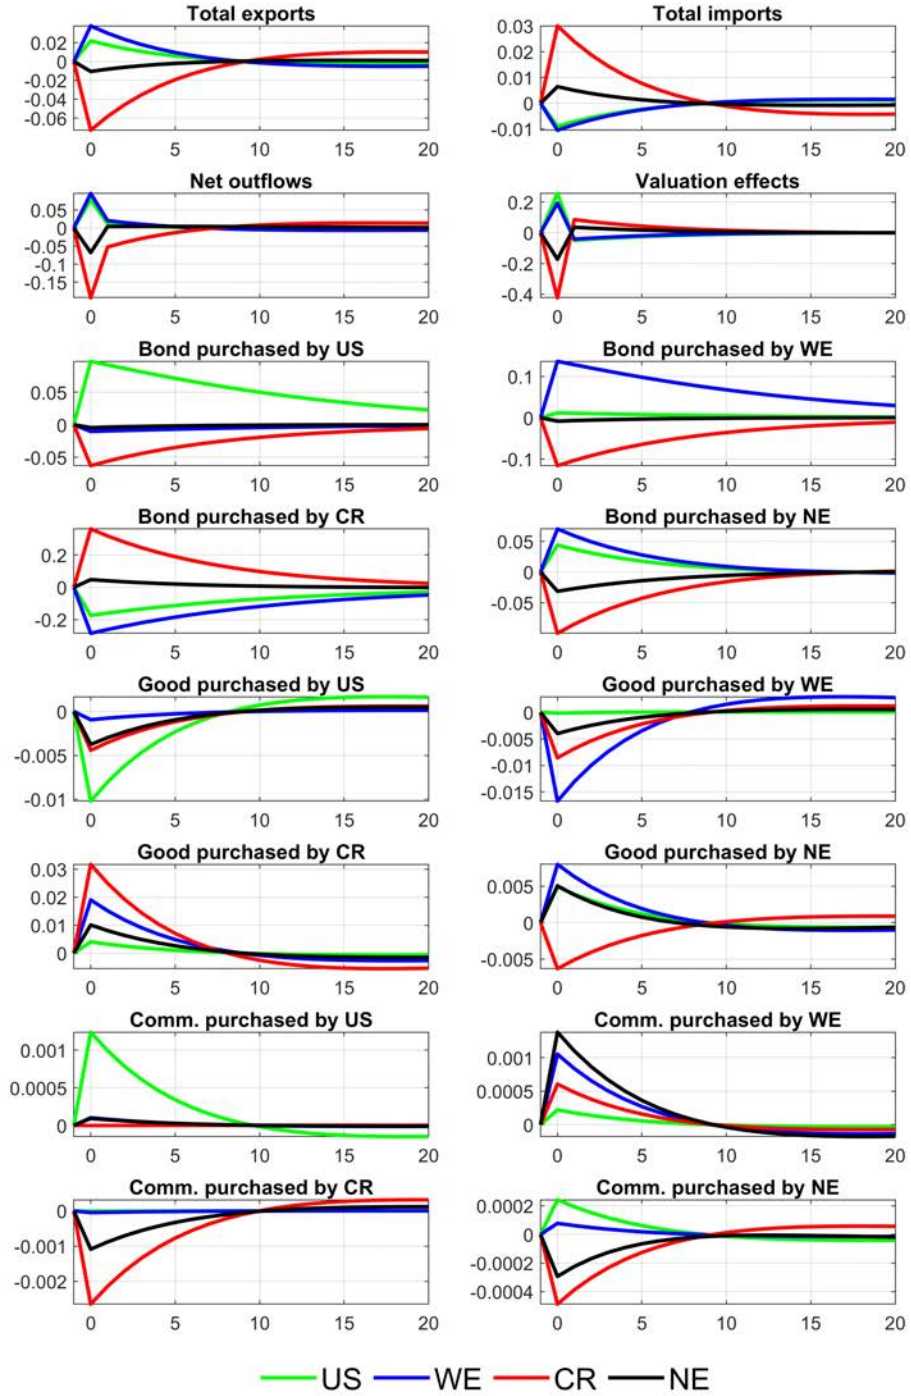 Total exports
Total imports
0.02
0
-0.02
-0.04
-0.06
0 5 10 15 20
0.03
0.02
0.01
0
-0.01
0 5 10 15 20
Net outflows
Valuation effects
0.05
0
-0.05
-0.1
-0.15
0 5 10 15 20
0.2
0
-0.2
-0.4
0 5 10 15 20
Bond purchased by US
Bond purchased by WE
0.05
0
-0.05
0 5 10 15 20
0.1
0
-0.1
0 5 10 15 20
Bond purchased by CR
Bond purchased by NE
0.2
0
-0.2
0 5 10 15 20
0.05
0
-0.05
0 5 10 15 20
Good purchased by US
Good purchased by WE
0
-0.005
-0.01
0 5 10 15 20
0
-0.005
-0.01
-0.015
0 5 10 15 20
Good purchased by CR
Good purchased by NE
0.03
0.02
0.01
0
0 5 10 15 20
0.005
0
-0.005
0 5 10 15 20
Comm. purchased by US
Comm. purchased by WE
0.001
0.0005
0
0 5 10 15 20
0.001
0.0005
0
0 5 10 15 20
Comm. purchased by CR
Comm. purchased by NE
0
-0.001
-0.002
0 5 10 15 20
0.0002
0
-0.0002
-0.0004
0 5 10 15 20
US WE CR NE